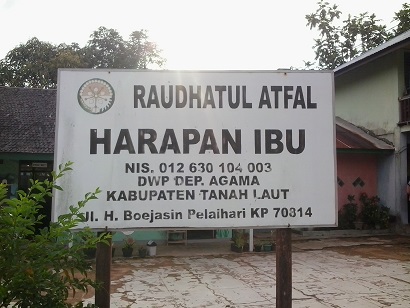 RAUDHATUL ATFAL
HARAPAN IBU
NIS. 012 630 104 003
DWP DEP. AGAMA
KABUPATEN TANAH LAUT
Jl. H. Boejasin Pelaihari KP 70814